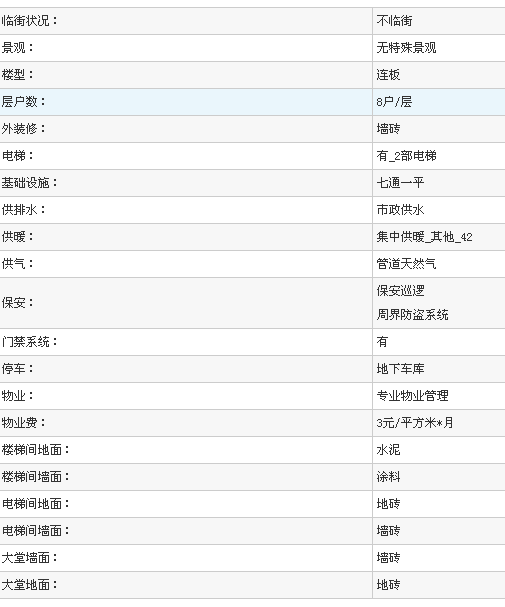 临街状况： 不临街
景观： 无特殊景观
楼型： 连板
层户数： 8户/层
外装修： 墙砖
电梯： 有_2部电梯
基础设施： 七通一平
供排水： 市政供水
供暖： 集中供暖_其他_42
供气： 管道天然气
保安： 保安巡逻
周界防盗系统
门禁系统： 有
停车： 地下车库
物业： 专业物业管理
物业费： 3元/平方米*月
楼梯间地面： 水泥
楼梯间墙面： 涂料
电梯间地面： 地砖
电梯间墙面： 墙砖
大堂墙面： 墙砖
大堂地面： 地砖